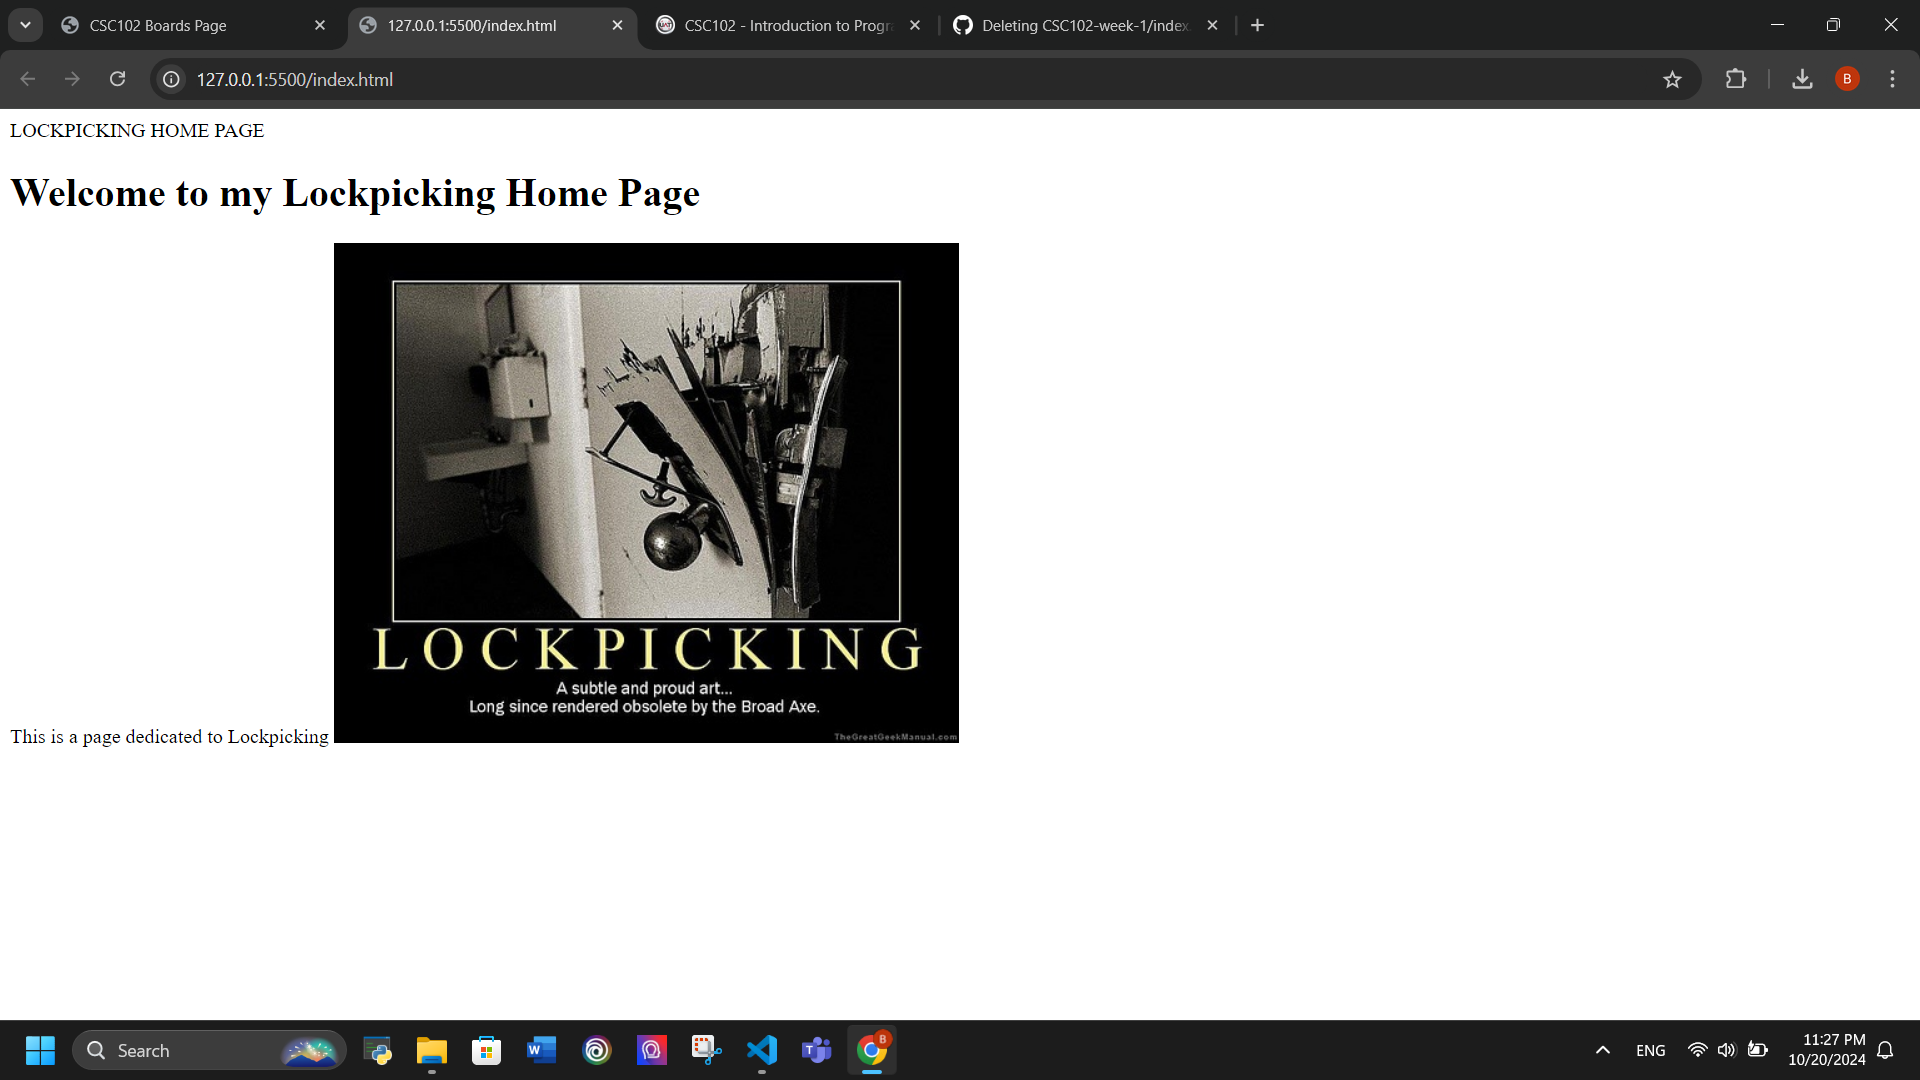 CSC102 Boards Page
127.0.0.1:5500/index.html
CSC102 - Introduction to Progr
Deleting CSC102-week-1/index.
127.0.0.1:5500/index.html
B
LOCKPICKING HOME PAGE
Welcome to my Lockpicking Home Page
LOCKPICKING
A subtle and proud art...
Long since rendered obsolete by the Broad Axe.
TheGreatGeekManual.com
This is a page dedicated to Lockpicking
Search
W
T
B
ENG
11:27 PM
10/20/2024